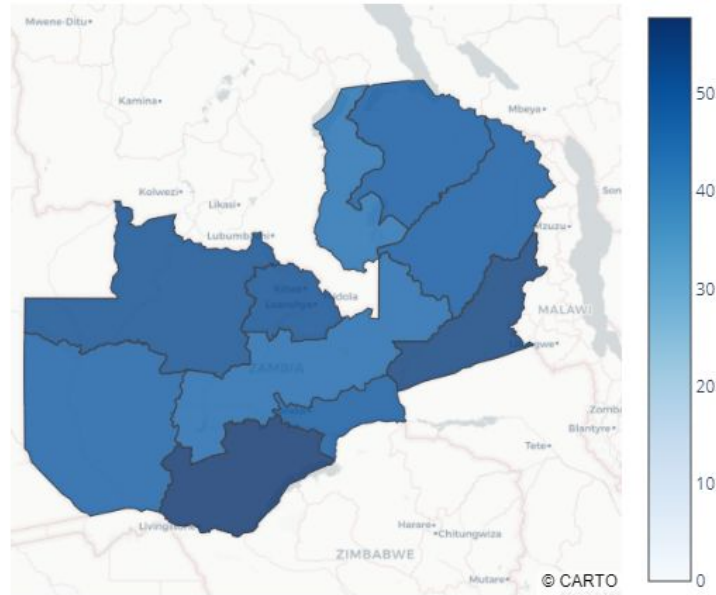 Mwene-Ditu
Kamina
Mbeya
Kolwezi
Likasi
Lubumbashi
Mzuzu
Kitwe
Luanshya
Ndola
MALAWI
ZAMBIA
Lilongwe
Blantyre
Tete
Livingstone
Harare
Chitungwiza
ZIMBABWE
Mutare
© CARTO
50
40
30
20
10
0